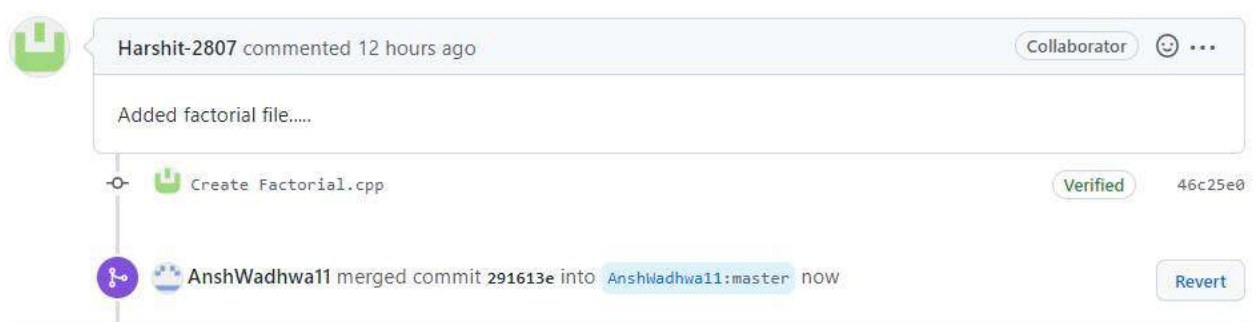 Harshit-2807 commented 12 hours ago Collaborator
Added factorial file.....
Create Factorial.cpp Verified 46c25e0
AnshWadhwa11 merged commit 291613e into AnshWadhwa11:master now Revert